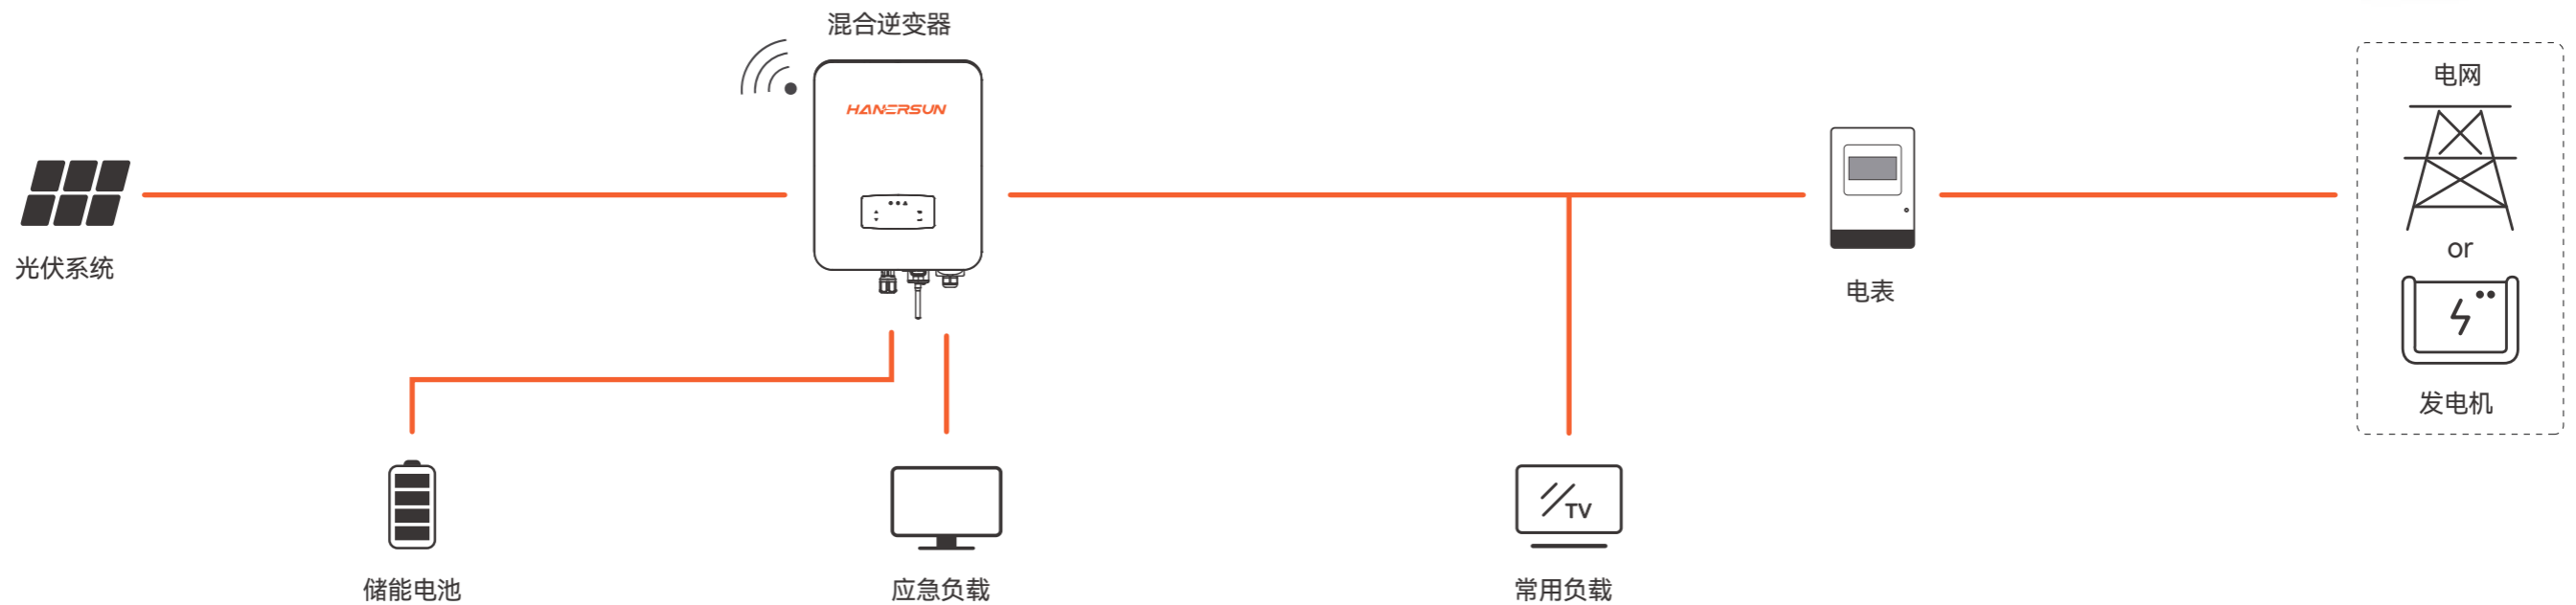 混合逆变器
HANERSUN
光伏系统
储能电池
应急负载
TV
常用负载
电表
电网
or
发电机